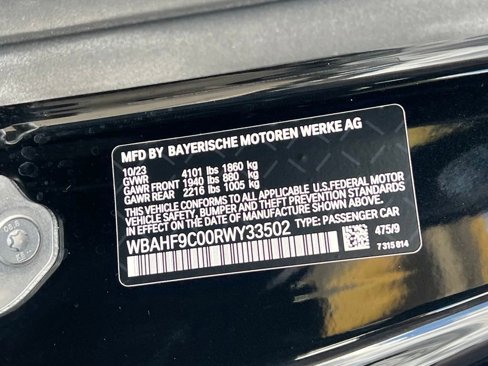 MFD BY BAYERISCHE MOTOREN WERKE AG
10/23
GVWR 4101 lbs 1860 kg
GAWR FRONT 1940 lbs 880 kg
GAWR REAR 2216 lbs 1005 kg
THIS VEHICLE CONFORMS TO ALL APPLICABLE U.S. FEDERAL MOTOR
VEHICLE SAFETY, BUMPER AND THEFT PREVENTION STANDARDS
IN EFFECT ON THE DATE OF MANUFACTURE SHOWN ABOVE.
WBAHF9C00RWY33502 TYPE: PASSENGER CAR
475/9
7 315 814